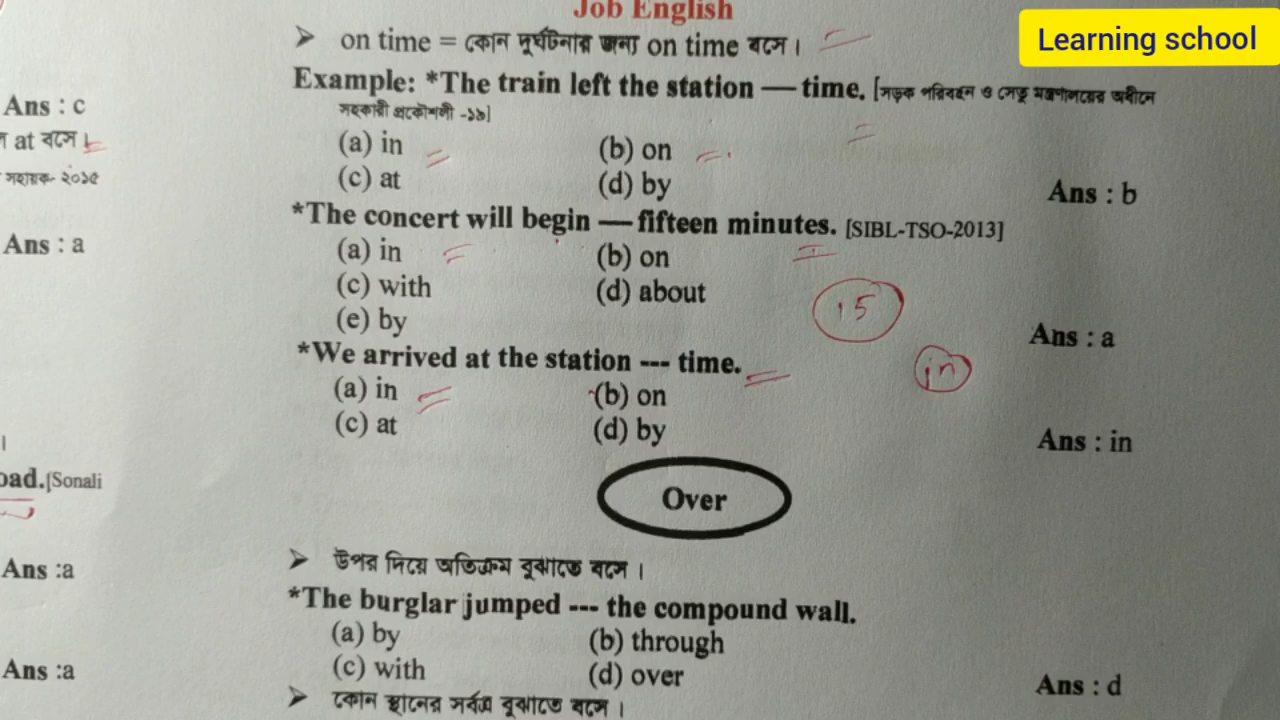 Job English
Learning school
➢ on time = কোন দূর্ঘটনার জন্য on time বসে।
Example: *The train left the station — time. [সড়ক পরিবহন ও সেতু মন্ত্রণালয়ের অধীনে
সহকারী প্রকৌশলী -১৯]
(a) in (b) on
(c) at (d) by
Ans : b
*The concert will begin — fifteen minutes. [SIBL-TSO-2013]
(a) in (b) on
(c) with (d) about
(e) by
15
Ans : a
*We arrived at the station --- time.
in
(a) in (b) on
(c) at (d) by
Ans : in
Over
➢ উপর দিয়ে অতিক্রম বুঝাতে বসে।
*The burglar jumped --- the compound wall.
(a) by (b) through
(c) with (d) over
Ans : d
➢ কোন স্থানের সর্বত্র বুঝাতে বসে।
Ans : c
at বসে।
সহায়ক- ২০১৫
Ans : a
oad.[Sonali
Ans :a
Ans :a